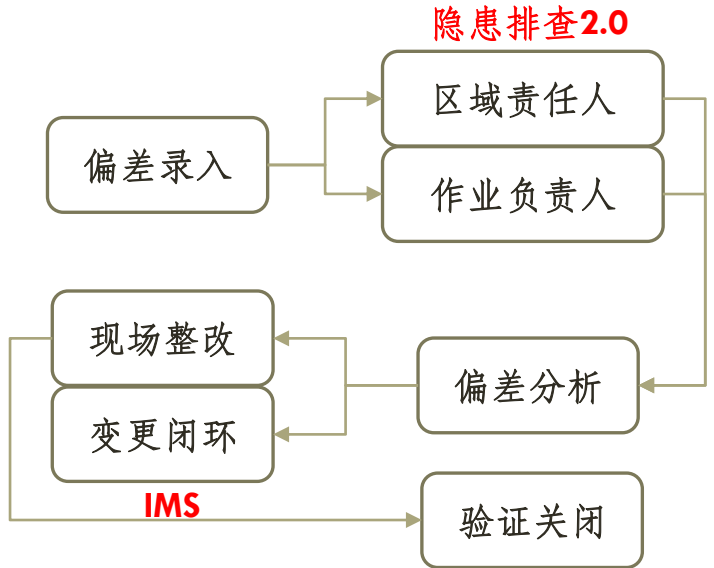 隐患排查2.0
区域责任人
偏差录入
作业负责人
现场整改
偏差分析
变更闭环
IMS
验证关闭